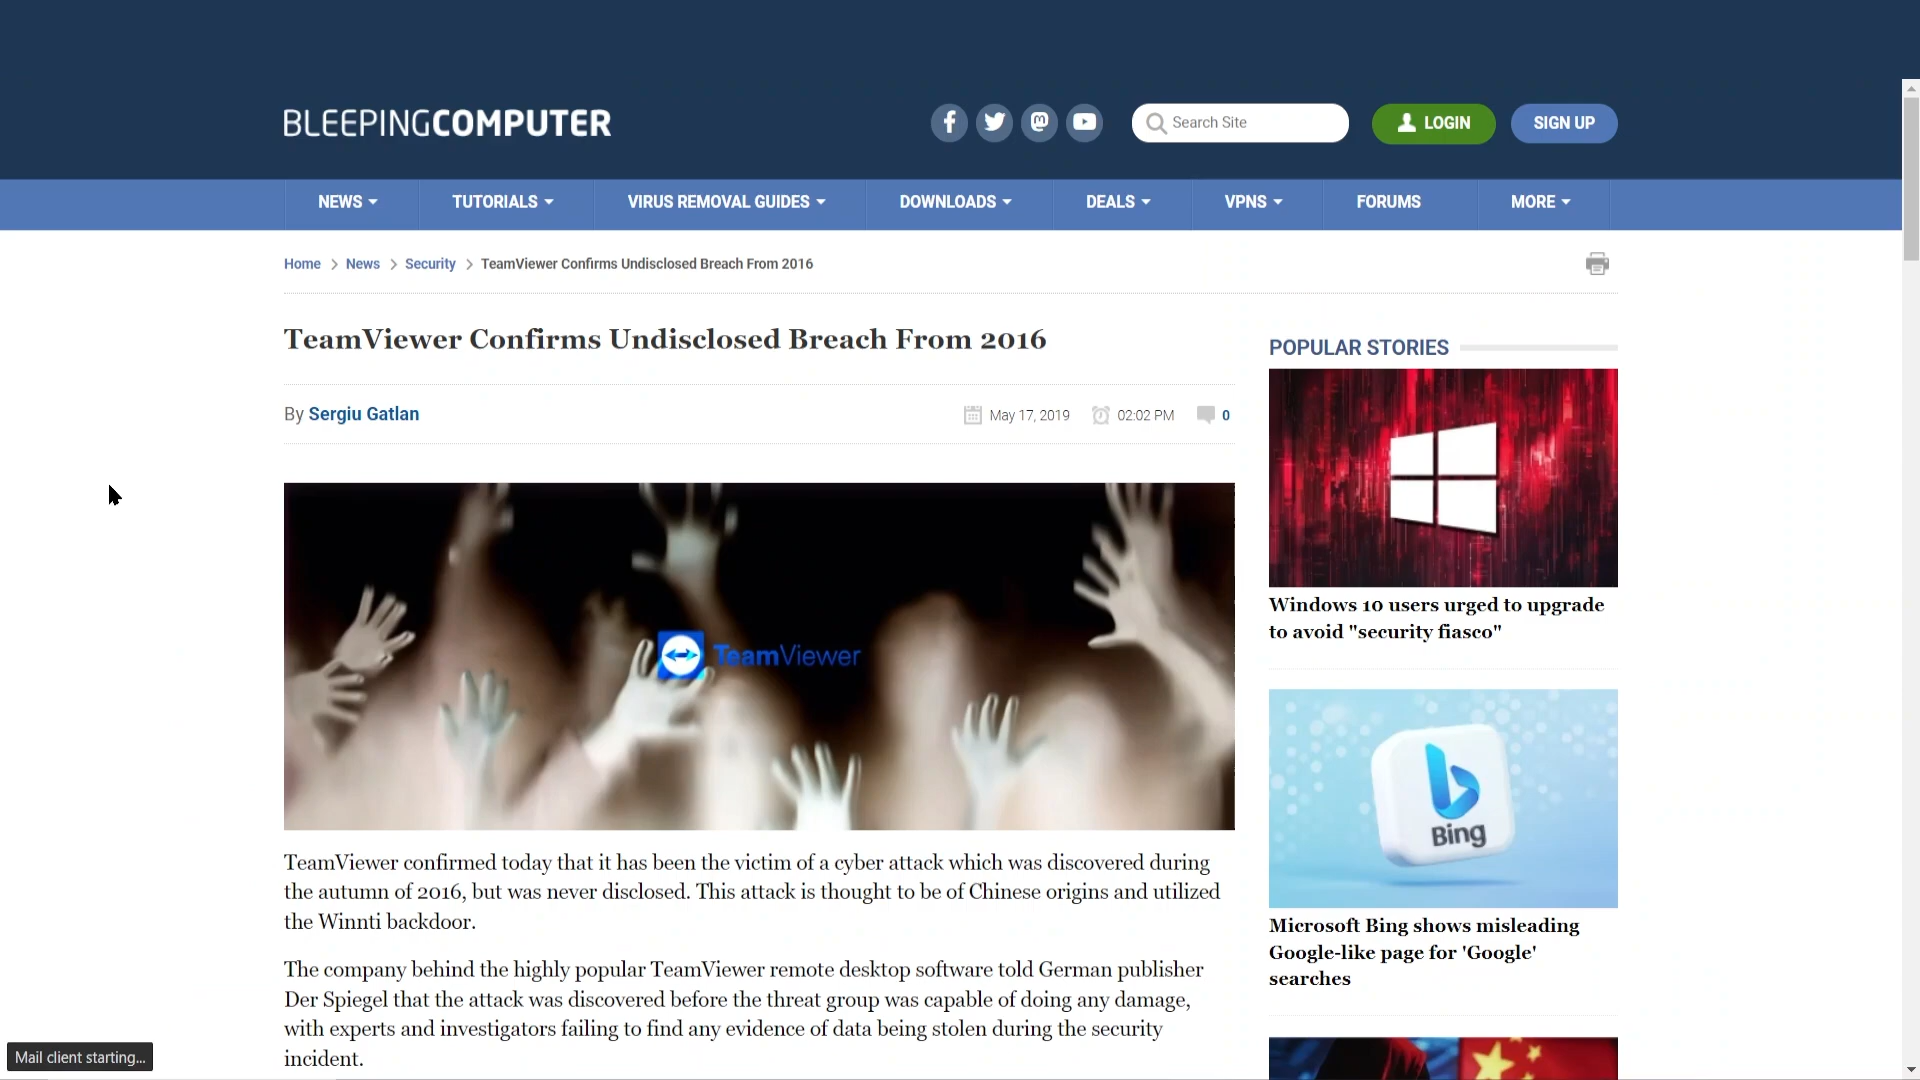 BLEEPINGCOMPUTER
Search Site
LOGIN
SIGN UP
NEWS
TUTORIALS
VIRUS REMOVAL GUIDES
DOWNLOADS
DEALS
VPNS
FORUMS
MORE
Home > News > Security > TeamViewer Confirms Undisclosed Breach From 2016
TeamViewer Confirms Undisclosed Breach From 2016
By Sergiu Gatlan
May 17, 2019
02:02 PM
0
TeamViewer
TeamViewer confirmed today that it has been the victim of a cyber attack which was discovered during
the autumn of 2016, but was never disclosed. This attack is thought to be of Chinese origins and utilized
the Winnti backdoor.
The company behind the highly popular TeamViewer remote desktop software told German publisher
Der Spiegel that the attack was discovered before the threat group was capable of doing any damage,
with experts and investigators failing to find any evidence of data being stolen during the security
incident.
POPULAR STORIES
Windows 10 users urged to upgrade
to avoid "security fiasco"
Bing
Microsoft Bing shows misleading
Google-like page for 'Google'
searches
Mail client starting...